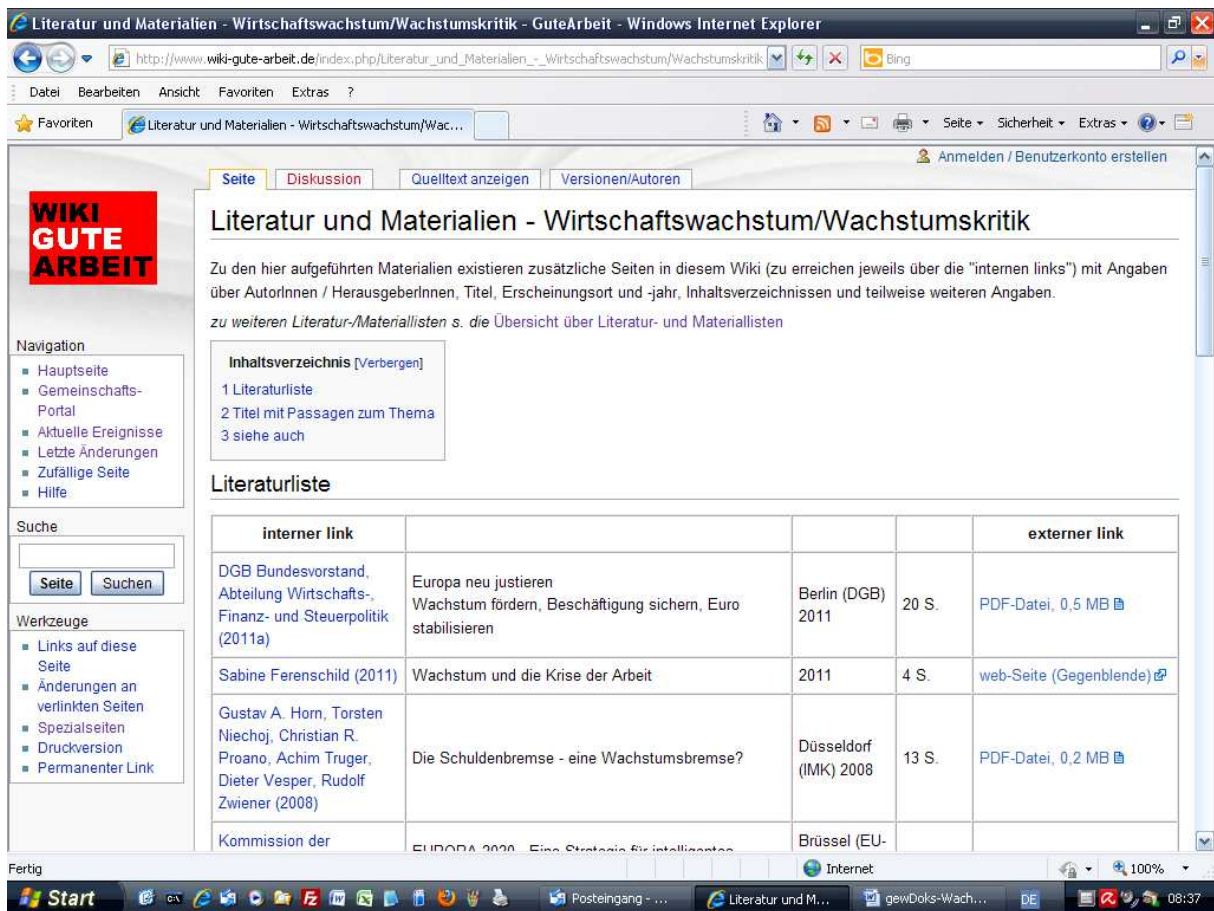 Literatur und Materialien - Wirtschaftswachstum/Wachstumskritik - GuteArbeit - Windows Internet Explorer
http://www.wiki-gute-arbeit.de/index.php/Literatur_und_Materialien_-_Wirtschaftswachstum/Wachstumskritik
Bing
Datei Bearbeiten Ansicht Favoriten Extras ?
Favoriten
Literatur und Materialien - Wirtschaftswachstum/Wac...
Seite Sicherheit Extras
Anmelden / Benutzerkonto erstellen
Seite Diskussion Quelltext anzeigen Versionen/Autoren
WIKI
GUTE
ARBEIT
Literatur und Materialien - Wirtschaftswachstum/Wachstumskritik
Zu den hier aufgeführten Materialien existieren zusätzliche Seiten in diesem Wiki (zu erreichen jeweils über die "internen links") mit Angaben
über AutorInnen / HerausgeberInnen, Titel, Erscheinungsort und -jahr, Inhaltsverzeichnissen und teilweise weiteren Angaben.
zu weiteren Literatur-/Materiallisten s. die Übersicht über Literatur- und Materiallisten
Inhaltsverzeichnis [Verbergen]
1 Literaturliste
2 Titel mit Passagen zum Thema
3 siehe auch
Navigation
Hauptseite
Gemeinschafts-
Portal
Aktuelle Ereignisse
Letzte Änderungen
Zufällige Seite
Hilfe
Suche
Seite Suchen
Werkzeuge
Links auf diese
Seite
Änderungen an
verlinkten Seiten
Spezialseiten
Druckversion
Permanenter Link
Literaturliste
interner link
externer link
DGB Bundesvorstand,
Abteilung Wirtschafts-,
Finanz- und Steuerpolitik
(2011a)
Europa neu justieren
Wachstum fördern, Beschäftigung sichern, Euro
stabilisieren
Berlin (DGB)
2011
20 S.
PDF-Datei, 0,5 MB
Sabine Ferenschild (2011)
Wachstum und die Krise der Arbeit
2011
4 S.
web-Seite (Gegenblende)
Gustav A. Horn, Torsten
Niechoj, Christian R.
Proano, Achim Truger,
Dieter Vesper, Rudolf
Zwiener (2008)
Die Schuldenbremse - eine Wachstumsbremse?
Düsseldorf
(IMK) 2008
13 S.
PDF-Datei, 0,2 MB
Kommission der
EUROPA 2020 - Eine Strategie für intelligentes
Brüssel (EU-
Fertig
Internet
100%
Start
Posteingang - ...
Literatur und M...
gewDoks-Wach...
DE
08:37